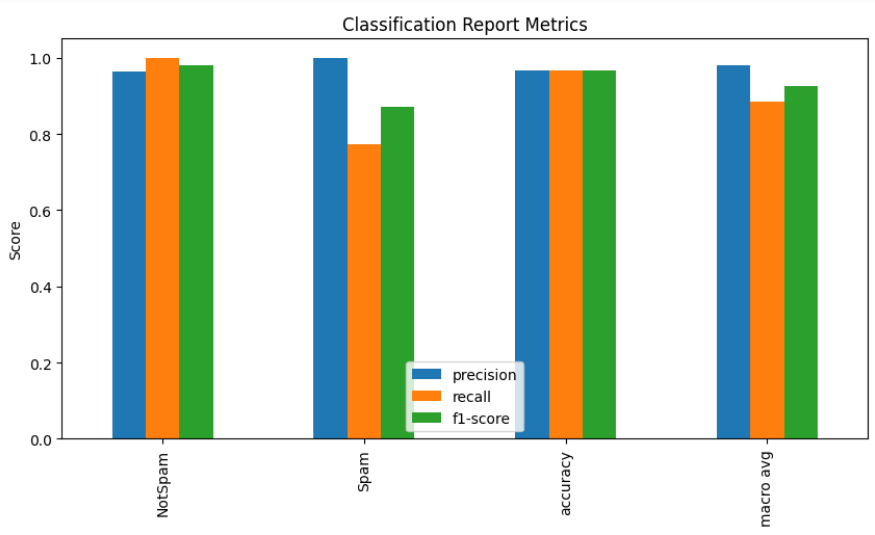 Classification Report Metrics
1.0
0.8
0.6
0.4
0.2
0.0
Score
precision
recall
f1-score
NotSpam
Spam
accuracy
macro avg